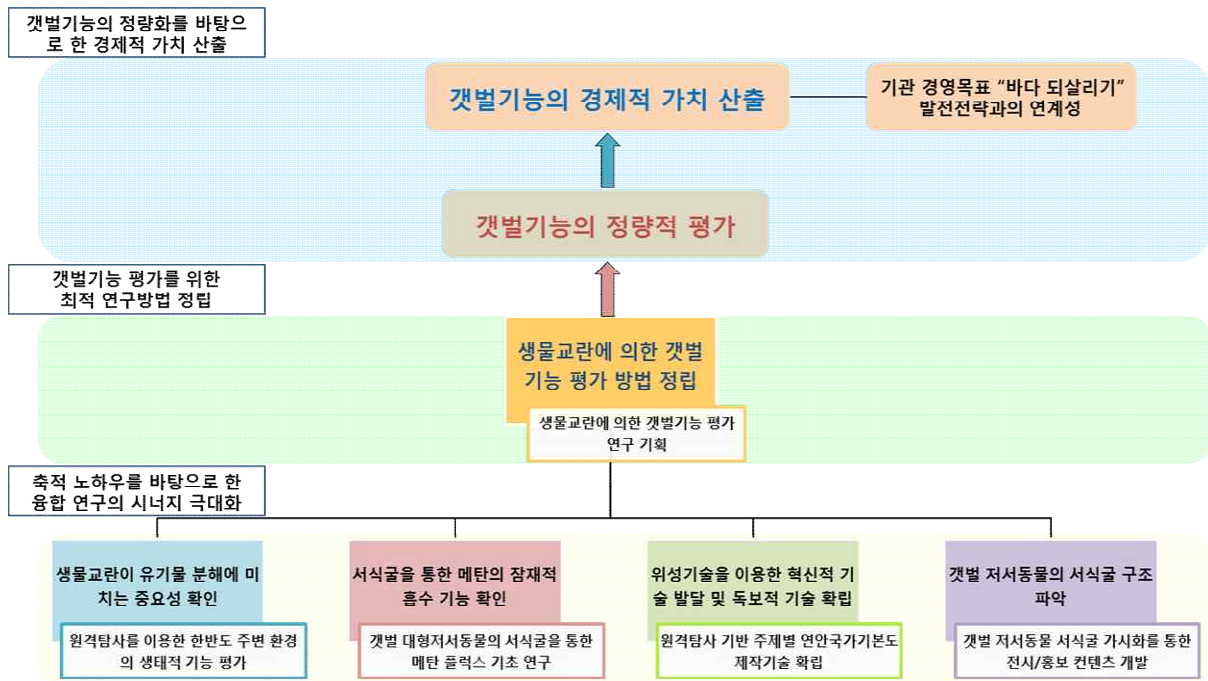 갯벌기능의 정량화를 바탕으
로 한 경제적 가치 산출
갯벌기능의 경제적 가치 산출
기관 경영목표 “바다 되살리기”
발전전략과의 연계성
갯벌기능의 정량적 평가
갯벌기능 평가를 위한
최적 연구방법 정립
생물교란에 의한 갯벌
기능 평가 방법 정립
생물교란에 의한 갯벌기능 평가
연구 기획
축적 노하우를 바탕으로 한
융합 연구의 시너지 극대화
생물교란이 유기물 분해에 미
치는 중요성 확인
원격탐사를 이용한 한반도 주변 환경
의 생태적 기능 평가
서식굴을 통한 메탄의 잠재적
흡수 기능 확인
갯벌 대형저서동물의 서식굴을 통한
메탄 플럭스 기초 연구
위성기술을 이용한 혁신적 기
술 발달 및 독보적 기술 확립
원격탐사 기반 주제별 연안국가기본도
제작기술 확립
갯벌 저서동물의 서식굴 구조
파악
갯벌 저서동물 서식굴 가시화를 통한
전시/홍보 컨텐츠 개발